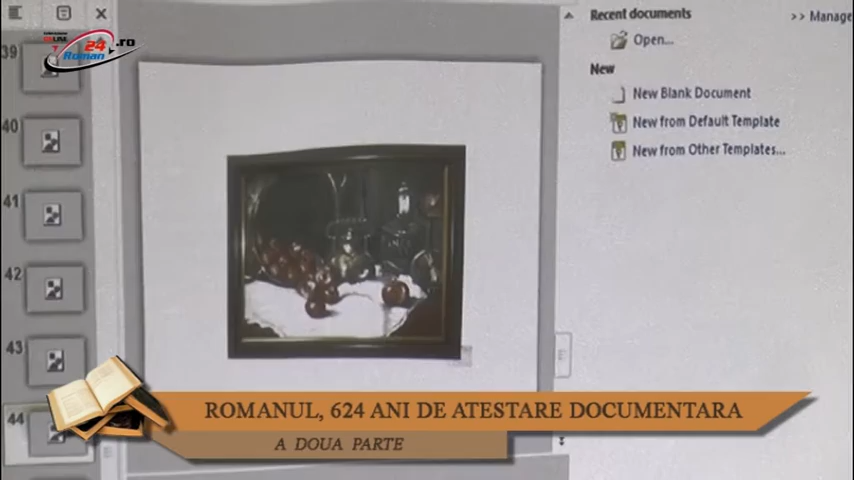 Recent documents
>> Manage
Open...
New
New Blank Document
New from Default Template
New from Other Templates...
39
40
41
42
43
44
24.ro
Roman
ROMANUL, 624 ANI DE ATESTARE DOCUMENTARA
A DOUA PARTE